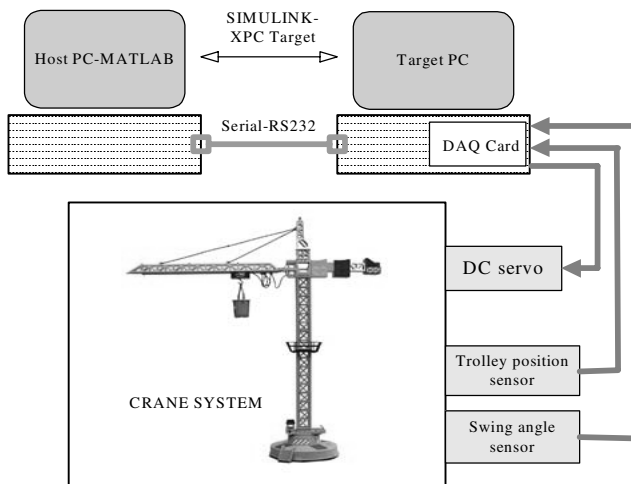 SIMULINK-
XPC Target
Host PC-MATLAB
Target PC
Serial-RS232
DAQ Card
DC servo
Trolley position
sensor
CRANE SYSTEM
Swing angle
sensor